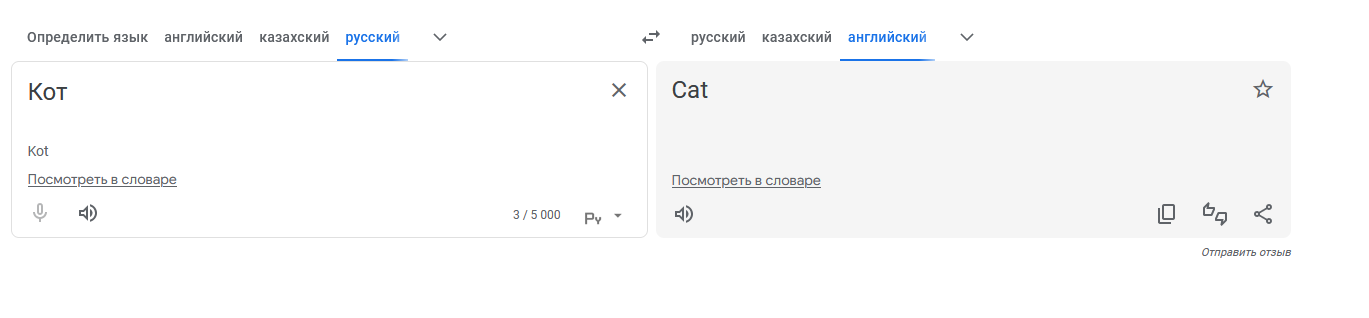 Определить язык английский казахский русский русский казахский английский
Кот
Cat
Kot
Посмотреть в словаре
Посмотреть в словаре
3 / 5 000
Ру
Отправить отзыв